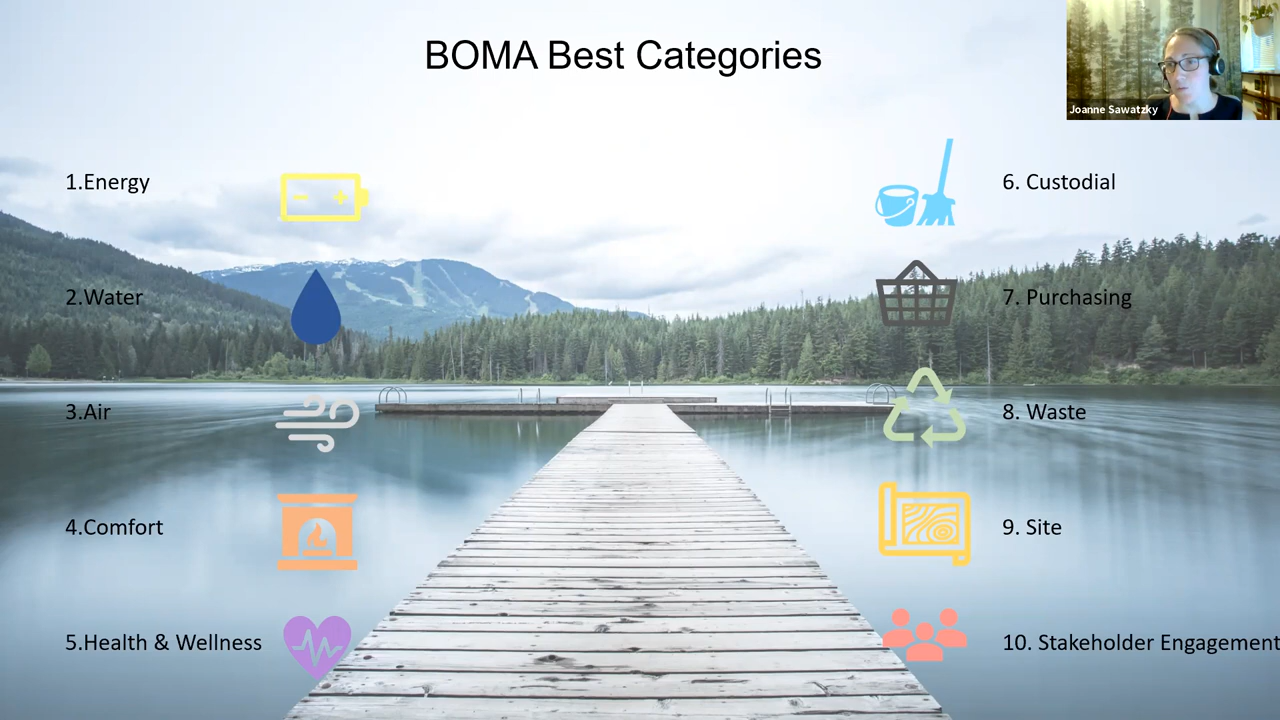 BOMA Best Categories
Joanne Sawatzky
1.Energy
2.Water
3.Air
4.Comfort
5.Health & Wellness
6. Custodial
7. Purchasing
8. Waste
9. Site
10. Stakeholder Engagement